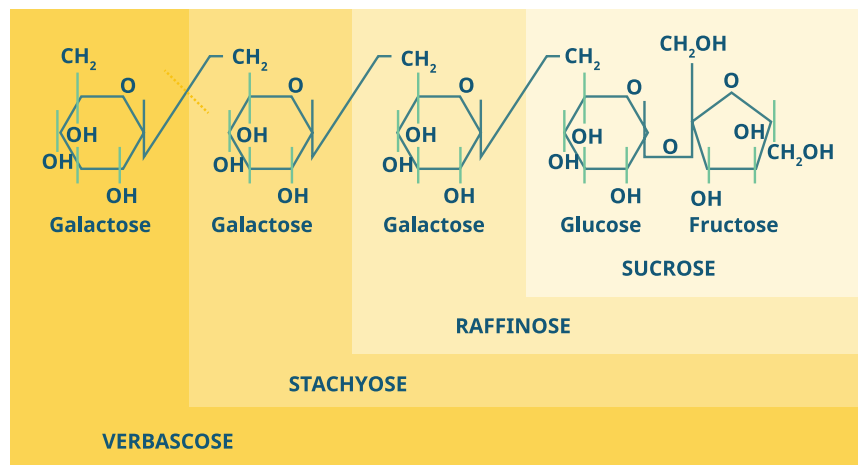 CH2OH
CH2 CH2 CH2 CH2
O O O O O
OH OH OH OH OH
OH OH OH OH O CH2OH
OH OH OH OH OH
Galactose Galactose Galactose Glucose Fructose
SUCROSE
RAFFINOSE
STACHYOSE
VERBASCOSE